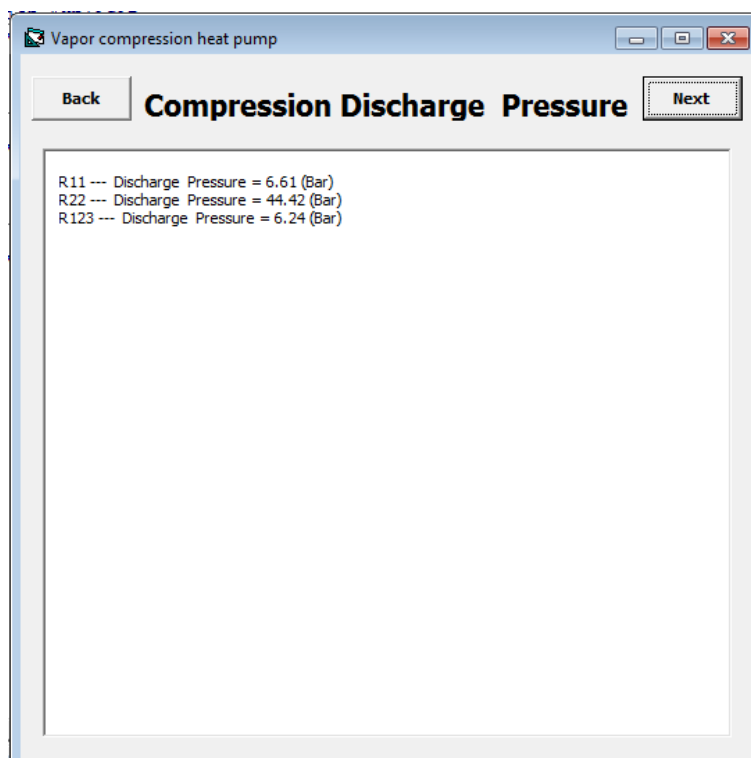 Vapor compression heat pump
Back
Compression Discharge Pressure
Next
R11 --- Discharge Pressure = 6.61 (Bar)
R22 --- Discharge Pressure = 44.42 (Bar)
R123 --- Discharge Pressure = 6.24 (Bar)